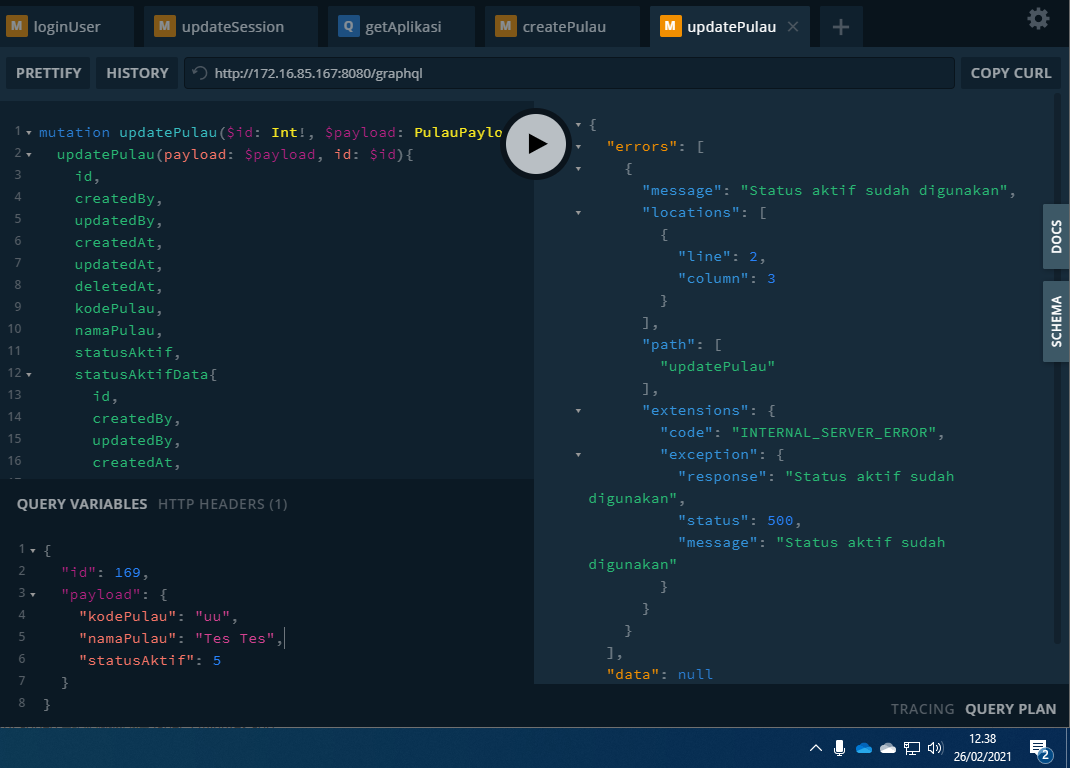 M loginUser
M updateSession
Q getAplikasi
M createPulau
M updatePulau
PRETTIFY
HISTORY
http://172.16.85.167:8080/graphql
COPY CURL
1 mutation updatePulau($id: Int!, $payload: PulauPaylo
2 updatePulau(payload: $payload, id: $id){
3 id,
4 createdBy,
5 updatedBy,
6 createdAt,
7 updatedAt,
8 deletedAt,
9 kodePulau,
10 namaPulau,
11 statusAktif,
12 statusAktifData{
13 id,
14 createdBy,
15 updatedBy,
16 createdAt,
QUERY VARIABLES HTTP HEADERS (1)
1 {
2 "id": 169,
3 "payload": {
4 "kodePulau": "uu",
5 "namaPulau": "Tes Tes",
6 "statusAktif": 5
7 }
8 }
{
"errors": [
{
"message": "Status aktif sudah digunakan",
"locations": [
{
"line": 2,
"column": 3
}
],
"path": [
"updatePulau"
],
"extensions": {
"code": "INTERNAL_SERVER_ERROR",
"exception": {
"response": "Status aktif sudah
digunakan",
"status": 500,
"message": "Status aktif sudah
digunakan"
}
}
}
],
"data": null
DOCS
SCHEMA
TRACING QUERY PLAN
12.38
26/02/2021
2